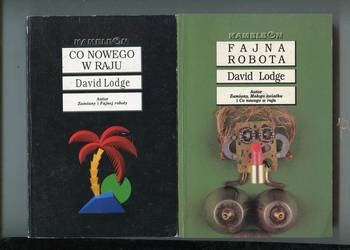 KAMELEON
CO NOWEGO
W RAJU
David Lodge
Autor
Zamiany i Fajnej roboty
KAMELEON
FAJNA
ROBOTA
David Lodge
Autor
Zamiany, Małego światka
i Co nowego w raju